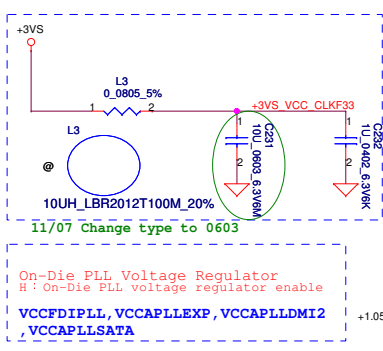 +3VS
L3
0_0805_5%
1 2
+3VS_VCC_CLKF33
L3
@
10UH_LBR2012T100M_20%
1
2
C231
10U_0603_6.3V6M
1
2
C232
1U_0402_6.3V6K
11/07 Change type to 0603
On-Die PLL Voltage Regulator
H：On-Die PLL voltage regulator enable
VCCFDIPLL,VCCAPLLEXP,VCCAPLLDMI2
,VCCAPLLSATA
+1.05